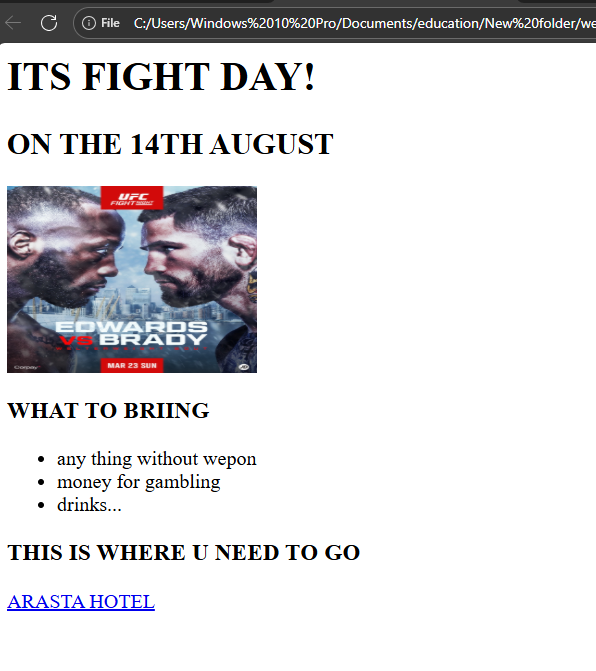 File C:/Users/Windows%2010%20Pro/Documents/education/New%20folder/we
ITS FIGHT DAY!
ON THE 14TH AUGUST
UFC
FIGHT NIGHT
EDWARDS
VS BRADY
MAR 23 SUN
WHAT TO BRIING
any thing without wepon
money for gambling
drinks...
THIS IS WHERE U NEED TO GO
ARASTA HOTEL